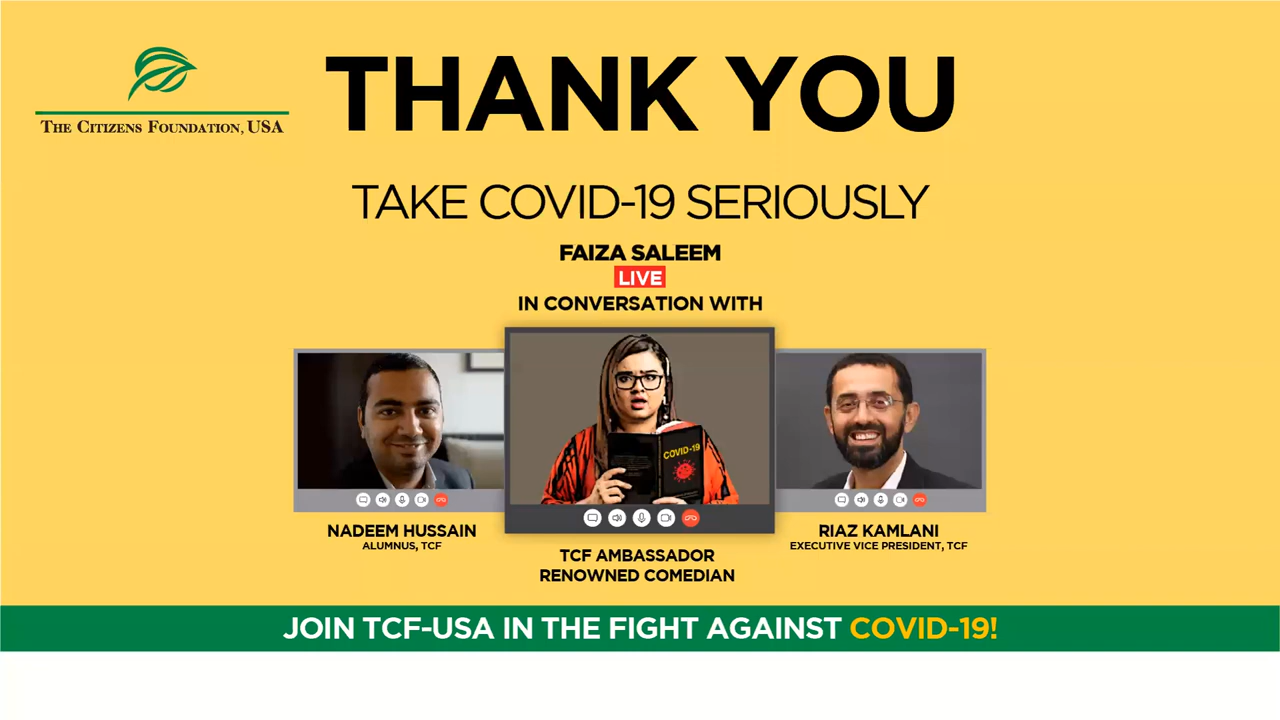 THE CITIZENS FOUNDATION, USA
THANK YOU
TAKE COVID-19 SERIOUSLY
FAIZA SALEEM
LIVE
IN CONVERSATION WITH
COVID-19
NADEEM HUSSAIN
ALUMNUS, TCF
TCF AMBASSADOR
RENOWNED COMEDIAN
RIAZ KAMLANI
EXECUTIVE VICE PRESIDENT, TCF
JOIN TCF-USA IN THE FIGHT AGAINST COVID-19!